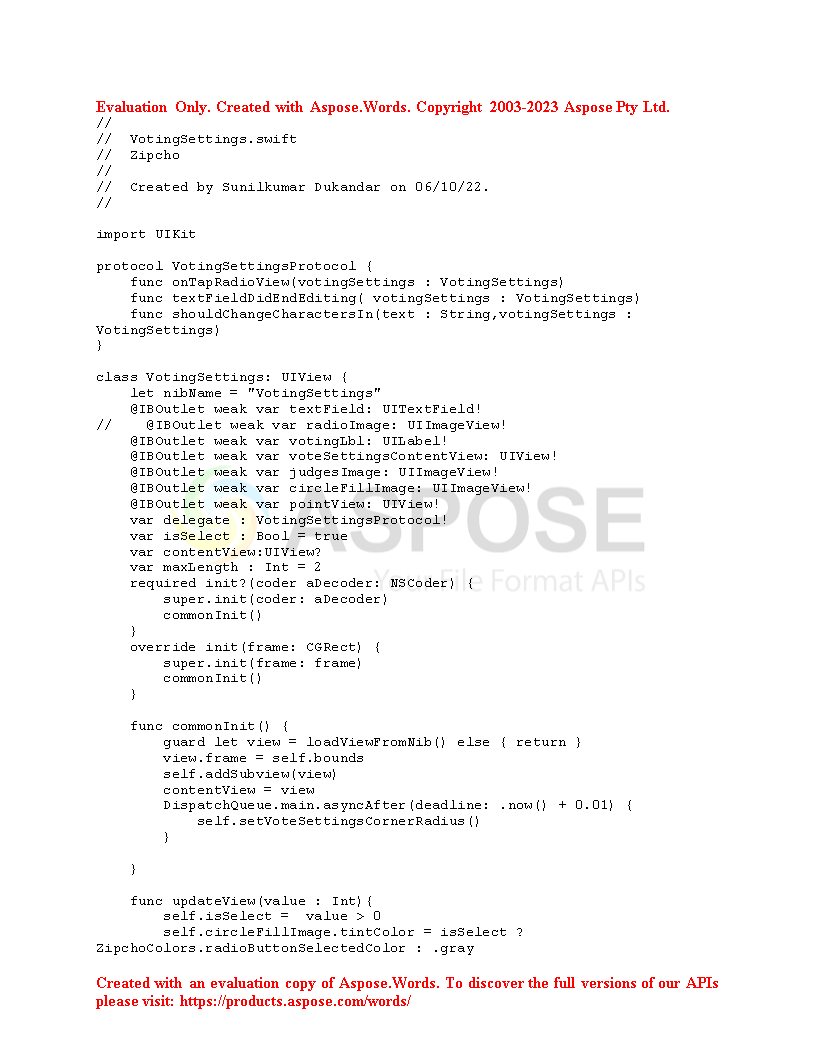 Evaluation Only. Created with Aspose.Words. Copyright 2003-2023 Aspose Pty Ltd.
//
//  VotingSettings.swift
//  Zipcho
//
//  Created by Sunilkumar Dukandar on 06/10/22.
//
import UIKit
protocol VotingSettingsProtocol {
    func onTapRadioView(votingSettings : VotingSettings)
    func textFieldDidEndEditing( votingSettings : VotingSettings)
    func shouldChangeCharactersIn(text : String,votingSettings :
VotingSettings)
}
class VotingSettings: UIView {
    let nibName = "VotingSettings"
    @IBOutlet weak var textField: UITextField!
//    @IBOutlet weak var radioImage: UIImageView!
    @IBOutlet weak var votingLbl: UILabel!
    @IBOutlet weak var voteSettingsContentView: UIView!
    @IBOutlet weak var judgesImage: UIImageView!
    @IBOutlet weak var circleFillImage: UIImageView!
    @IBOutlet weak var pointView: UIView!
    var delegate : VotingSettingsProtocol!
    var isSelect : Bool = true
    var contentView:UIView?
    var maxLength : Int = 2
    required init?(coder aDecoder: NSCoder) {
        super.init(coder: aDecoder)
        commonInit()
    }
    override init(frame: CGRect) {
        super.init(frame: frame)
        commonInit()
    }
    func commonInit() {
        guard let view = loadViewFromNib() else { return }
        view.frame = self.bounds
        self.addSubview(view)
        contentView = view
        DispatchQueue.main.asyncAfter(deadline: .now() + 0.01) {
            self.setVoteSettingsCornerRadius()
        }
    }
    func updateView(value : Int){
        self.isSelect =  value > 0
        self.circleFillImage.tintColor = isSelect ?
ZipchoColors.radioButtonSelectedColor : .gray
ASPOSE
Your File Format APIs
Created with an evaluation copy of Aspose.Words. To discover the full versions of our APIs
please visit: https://products.aspose.com/words/